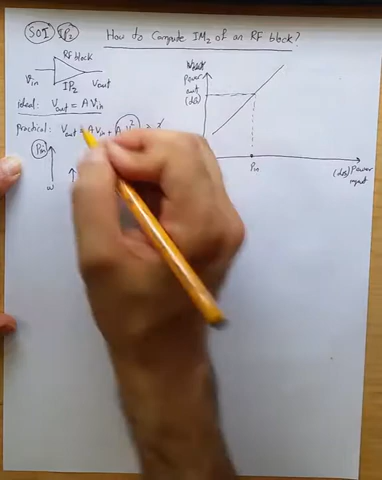 SOI IP₂ How to Compute IM₂ of an RF block?
RF block
Vin Vout
IP₂
Ideal: Vout = A Vin
practical: Vout = A Vin +
Pin
ω
Power
out
(dB)
Pin
(dB) Power
input